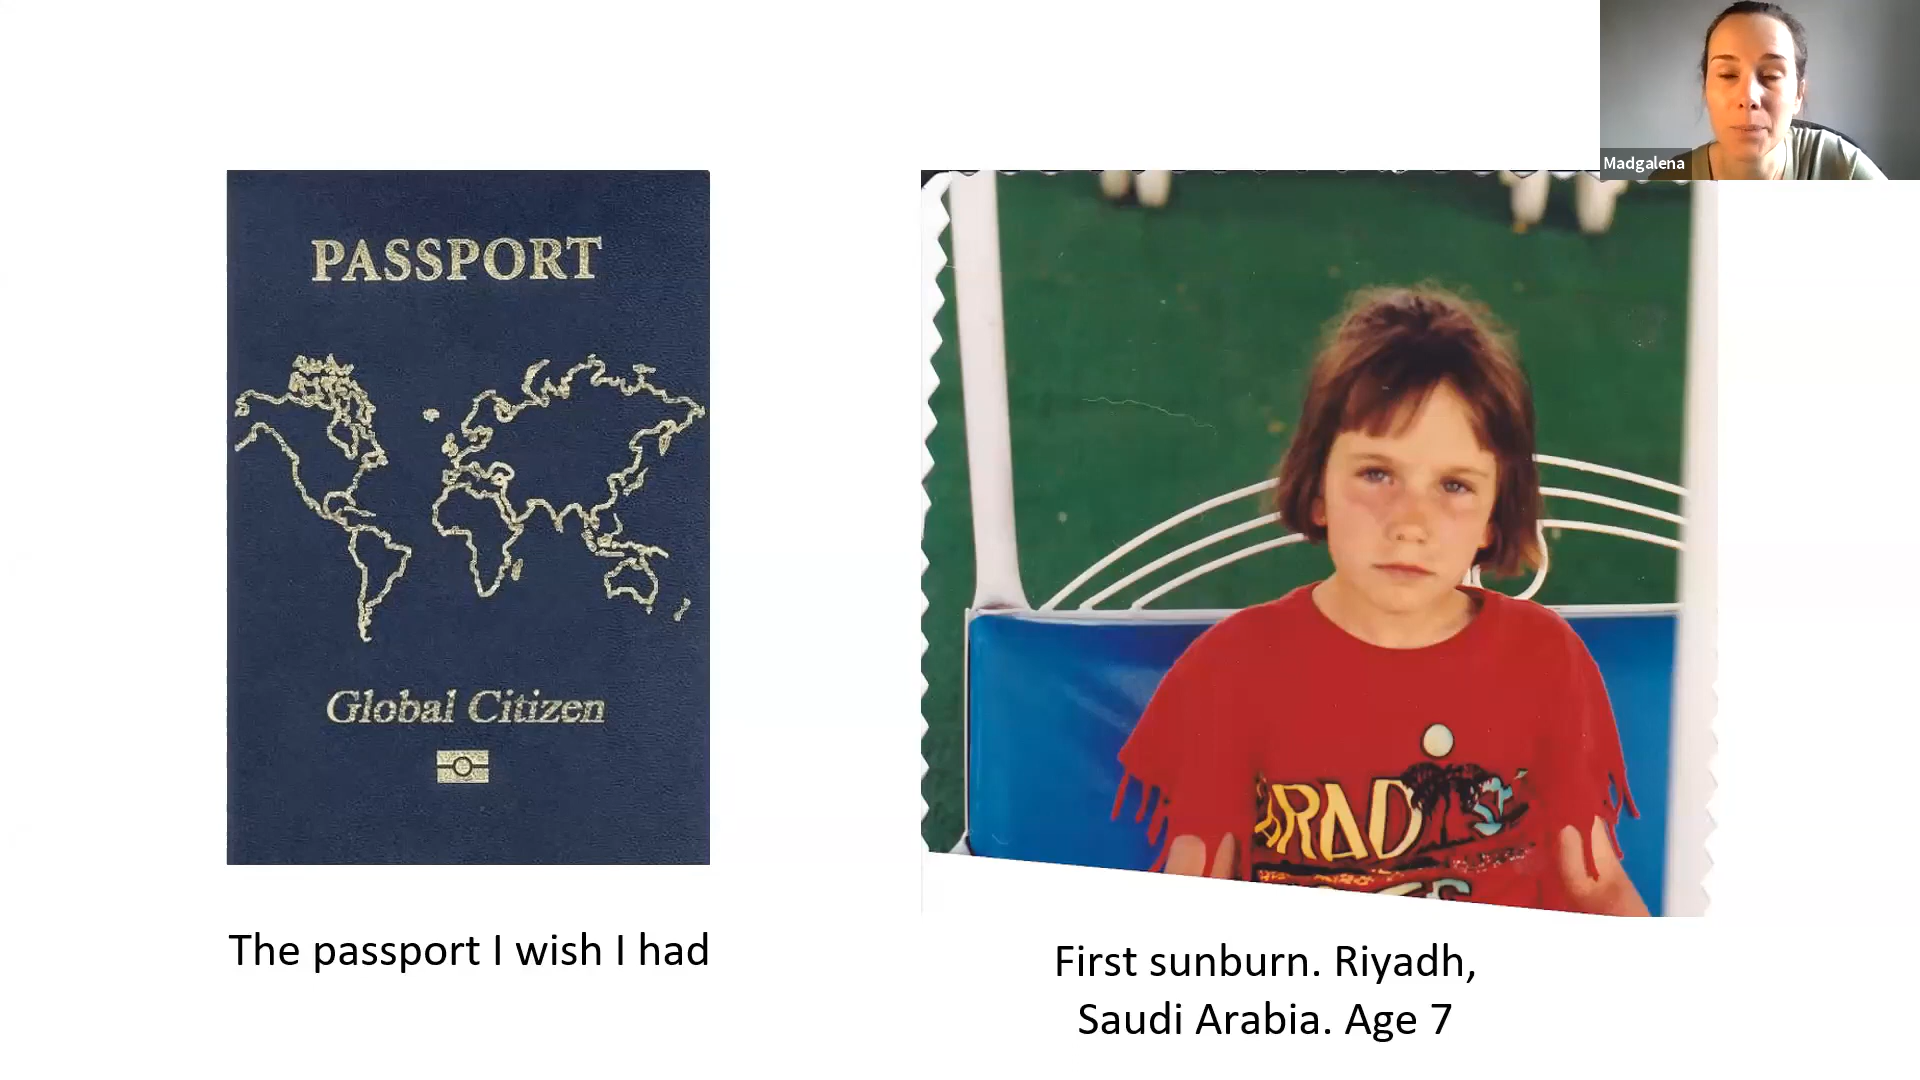 Madgalena
PASSPORT
Global Citizen
The passport I wish I had
First sunburn. Riyadh,
Saudi Arabia. Age 7